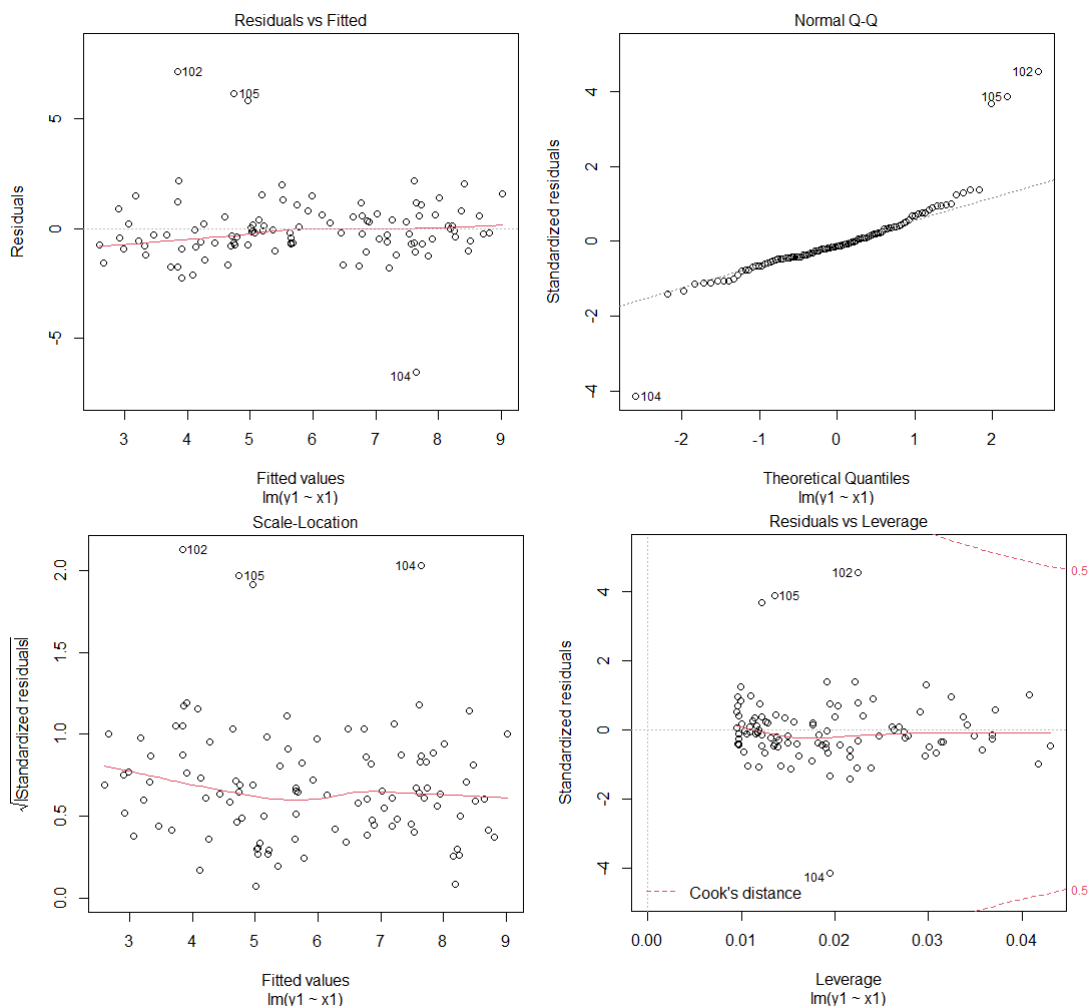 Residuals vs Fitted
Residuals
5
0
-5
102
105
104
3 4 5 6 7 8 9
Fitted values
lm(y1 ~ x1)
Normal Q-Q
Standardized residuals
4
2
0
-2
-4
102
105
104
-2 -1 0 1 2
Theoretical Quantiles
lm(y1 ~ x1)
Scale-Location
√|Standardized residuals|
2.0
1.5
1.0
0.5
0.0
102
105
104
3 4 5 6 7 8 9
Fitted values
lm(y1 ~ x1)
Residuals vs Leverage
Standardized residuals
4
2
0
-2
-4
102
105
104
0.5
0.5
Cook's distance
0.00 0.01 0.02 0.03 0.04
Leverage
lm(y1 ~ x1)